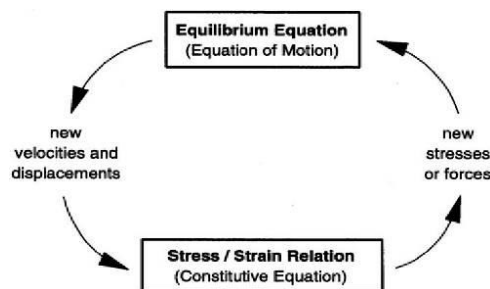 Equilibrium Equation
(Equation of Motion)
new
velocities and
displacements
new
stresses
or forces
Stress / Strain Relation
(Constitutive Equation)